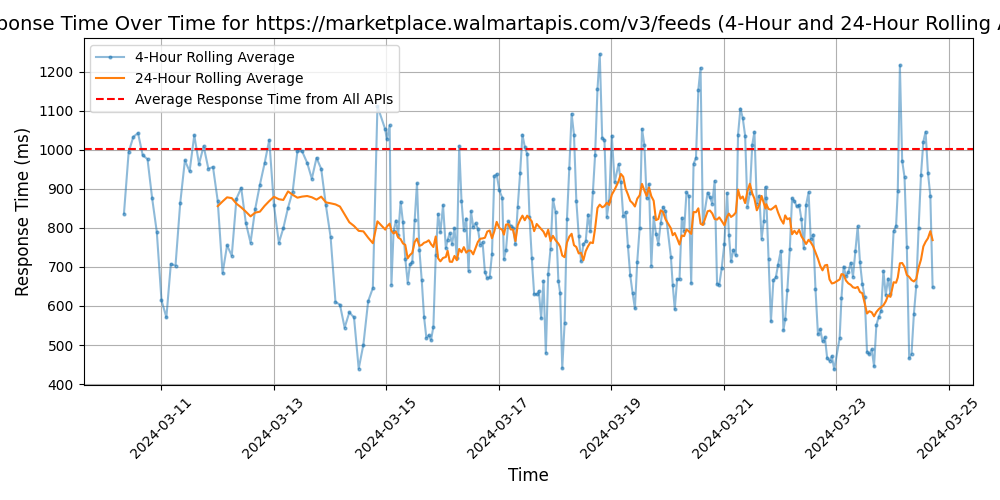 ponse Time Over Time for https://marketplace.walmartapis.com/v3/feeds (4-Hour and 24-Hour Rolling
4-Hour Rolling Average
24-Hour Rolling Average
Average Response Time from All APIs
Response Time (ms)
1200
1100
1000
900
800
700
600
500
400
2024-03-11
2024-03-13
2024-03-15
2024-03-17
2024-03-19
2024-03-21
2024-03-23
2024-03-25
Time